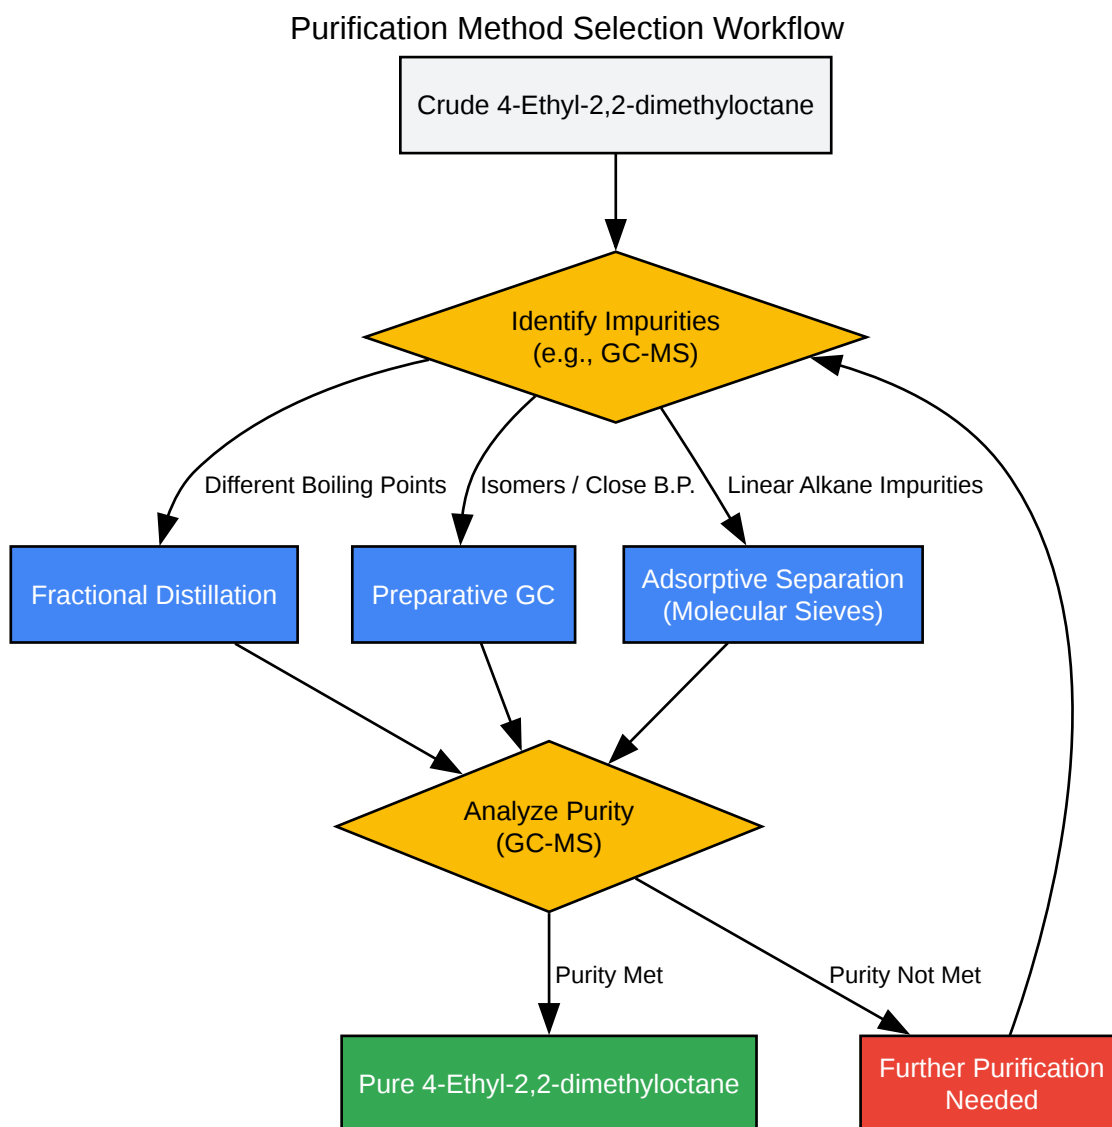 Purification Method Selection Workflow
Crude 4-Ethyl-2,2-dimethyloctane
Identify Impurities
(e.g., GC-MS)
Different Boiling Points
Isomers / Close B.P.
Linear Alkane Impurities
Fractional Distillation
Preparative GC
Adsorptive Separation
(Molecular Sieves)
Analyze Purity
(GC-MS)
Purity Met
Purity Not Met
Pure 4-Ethyl-2,2-dimethyloctane
Further Purification
Needed